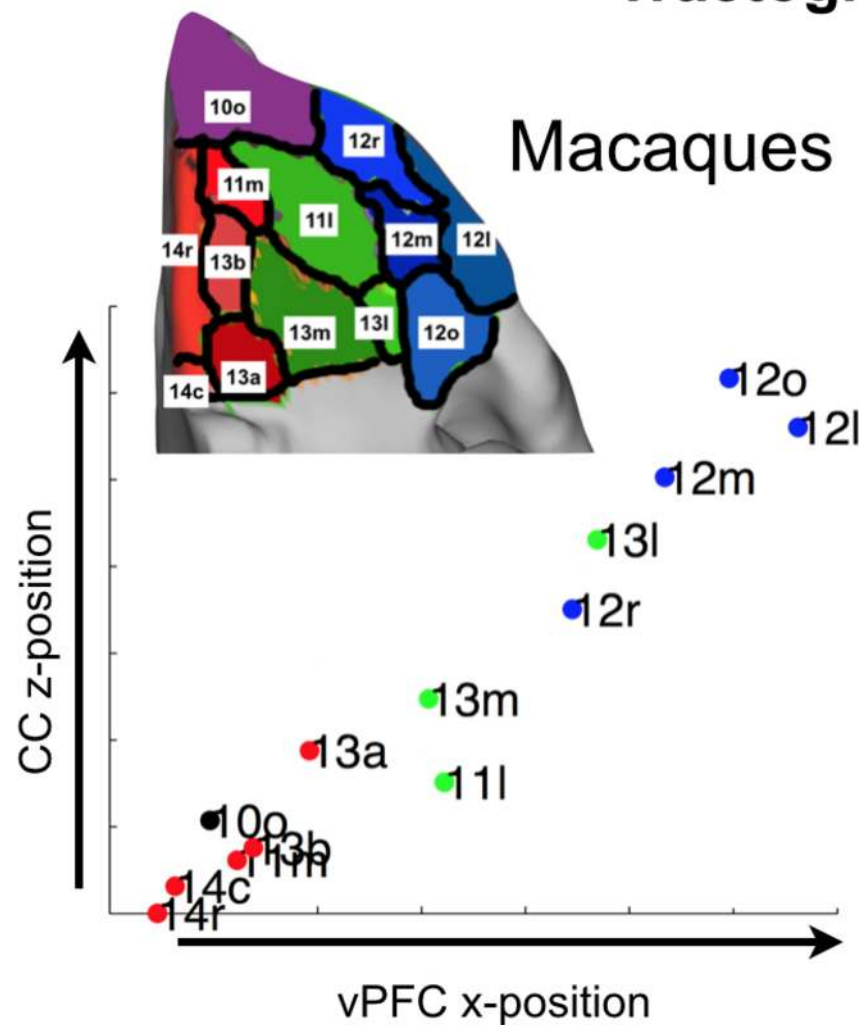 Macaques
10o
12r
11m
11l
14r
13b
12m
12l
13m
13l
12o
13a
14c
12o
12l
12m
13l
12r
13m
13a
11l
10o
13b
11m
14c
14r
CC z-position
vPFC x-position